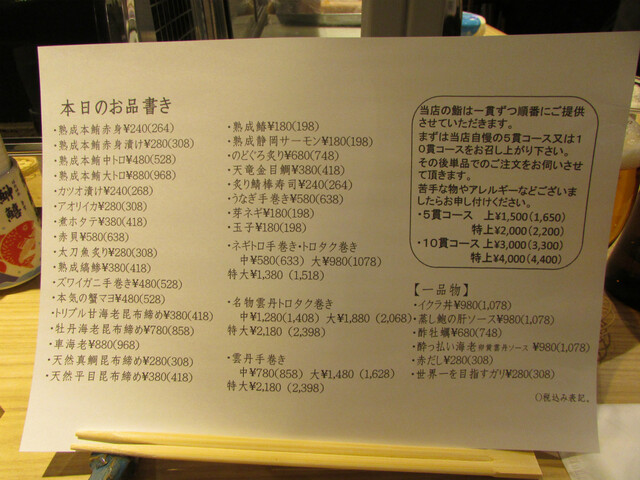 本日のお品書き
・熟成本鮪赤身¥240(264)
・熟成本鮪赤身漬け¥280(308)
・熟成本鮪中トロ¥480(528)
・熟成本鮪大トロ¥880(968)
・カツオ漬け¥240(268)
・アオリイカ¥280(308)
・煮ホタテ¥380(418)
・赤貝¥580(638)
・太刀魚炙り¥280(308)
・熟成縞鯵¥380(418)
・ズワイガニ手巻き¥480(528)
・本気の蟹マヨ¥480(528)
・トリプル甘海老昆布締め¥380(418)
・牡丹海老昆布締め¥780(858)
・車海老¥880(968)
・天然真鯛昆布締め¥280(308)
・天然平目昆布締め¥380(418)
・熟成鰆¥180(198)
・熟成静岡サーモン¥180(198)
・のどぐろ炙り¥680(748)
・天竜金目鯛¥380(418)
・炙り鯖棒寿司¥240(264)
・うなぎ手巻き¥580(638)
・芽ネギ¥180(198)
・玉子¥180(198)
・ネギトロ手巻き・トロタク巻き
中¥580(633) 大¥980(1078)
特大¥1,380(1,518)
・名物雲丹トロタク巻き
中¥1,280(1,408) 大¥1,880(2,068)
特大¥2,180(2,398)
・雲丹手巻き
中¥780(858) 大¥1,480(1,628)
特大¥2,180(2,398)
当店の鮨は一貫ずつ順番にご提供
させていただきます。
まずは当店自慢の5貫コース又は1
0貫コースをお召し上がり下さい。
その後単品でのご注文をお伺いさせ
て頂きます。
苦手な物やアレルギーなどございま
したらお申し付けください。
・5貫コース 上¥1,500(1,650)
特上¥2,000(2,200)
・10貫コース 上¥3,000(3,300)
特上¥4,000(4,400)
【一品物】
・イクラ丼¥980(1,078)
・蒸し鮑の肝ソース¥980(1,078)
・酢牡蠣¥680(748)
・酔っ払い海老 卵黄雲丹ソース ¥980(1,078)
・赤だし¥280(308)
・世界一を目指すガリ¥280(308)
()税込み表記。